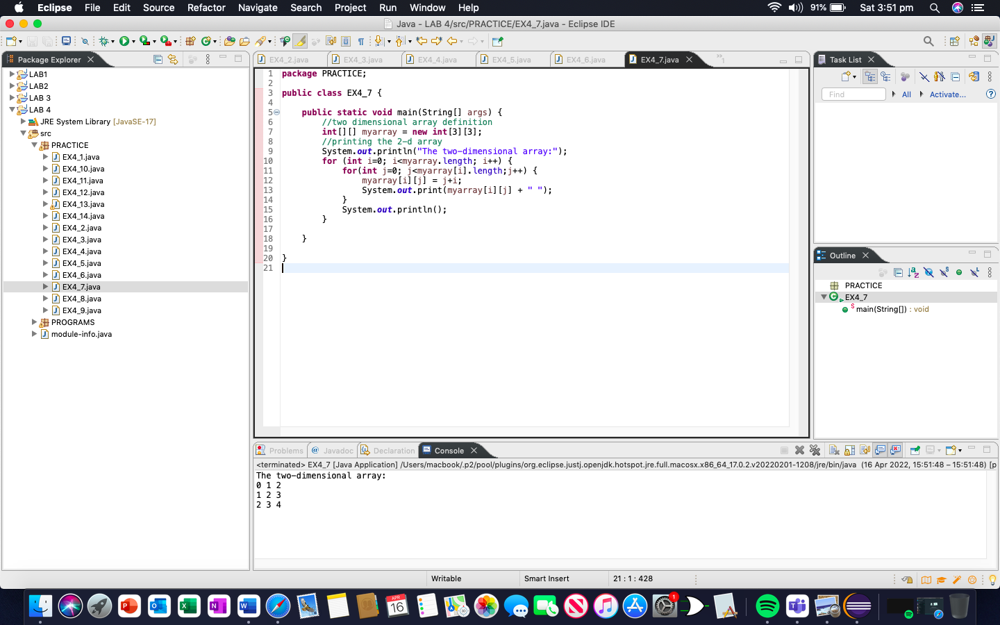 Eclipse File Edit Source Refactor Navigate Search Project Run Window Help 91% Sat 3:51 pm
Java - LAB 4/src/PRACTICE/EX4_7.java - Eclipse IDE
Package Explorer
LAB1
LAB2
LAB 3
LAB 4
JRE System Library [JavaSE-17]
src
PRACTICE
EX4_1.java
EX4_10.java
EX4_11.java
EX4_12.java
EX4_13.java
EX4_14.java
EX4_2.java
EX4_3.java
EX4_4.java
EX4_5.java
EX4_6.java
EX4_7.java
EX4_8.java
EX4_9.java
PROGRAMS
module-info.java
EX4_2.java EX4_3.java EX4_4.java EX4_5.java EX4_6.java EX4_7.java »1
1 package PRACTICE;
2
3 public class EX4_7 {
4
5 public static void main(String[] args) {
6 //two dimensional array definition
7 int[][] myarray = new int[3][3];
8 //printing the 2-d array
9 System.out.println("The two-dimensional array:");
10 for (int i=0; i<myarray.length; i++) {
11 for(int j=0; j<myarray[i].length;j++) {
12 myarray[i][j] = j+i;
13 System.out.print(myarray[i][j] + " ");
14 }
15 System.out.println();
16 }
17
18 }
19
20 }
21
Task List
Find All Activate...
Outline
PRACTICE
EX4_7
main(String[]) : void
Problems Javadoc Declaration Console
<terminated> EX4_7 [Java Application] /Users/macbook/.p2/pool/plugins/org.eclipse.justj.openjdk.hotspot.jre.full.macosx.x86_64_17.0.2.v20220201-1208/jre/bin/java (16 Apr 2022, 15:51:48 – 15:51:48) [p
The two-dimensional array:
0 1 2
1 2 3
2 3 4
Writable Smart Insert 21 : 1 : 428
APR
16
1